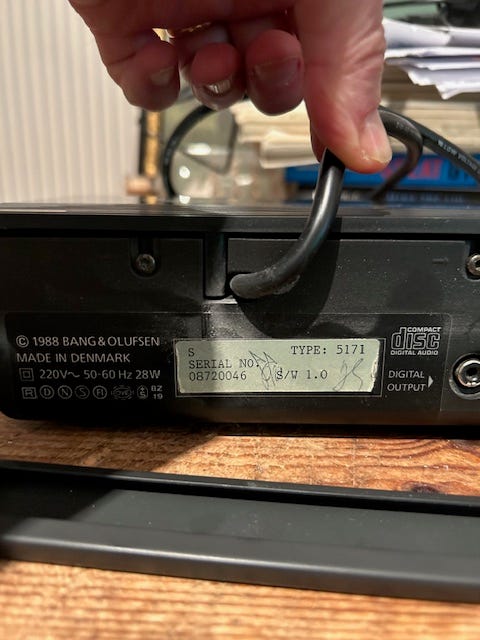 © 1988 BANG & OLUFSEN
MADE IN DENMARK
220V~ 50-60 Hz 28W
R D N S
S TYPE: 5171
SERIAL NO:
08720046 S/W 1.0
COMPACT
disc
DIGITAL AUDIO
DIGITAL
OUTPUT